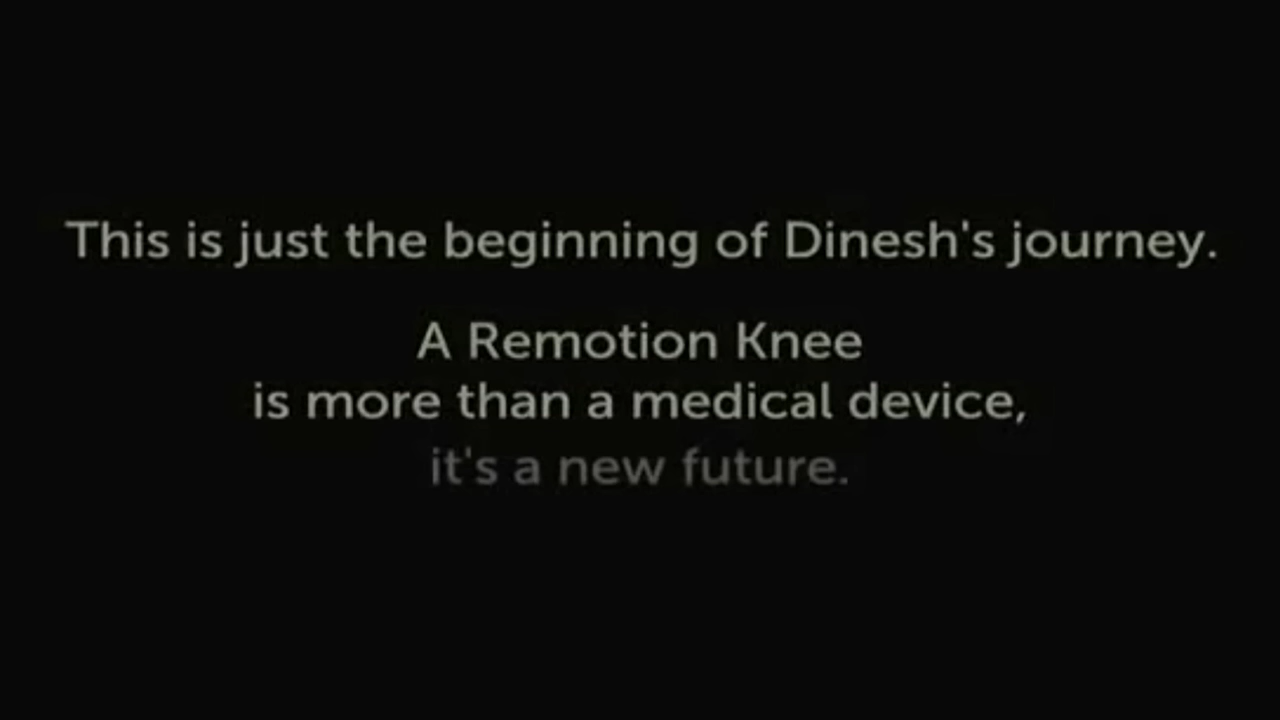 This is just the beginning of Dinesh's journey.
A Remotion Knee
is more than a medical device,
it's a new future.